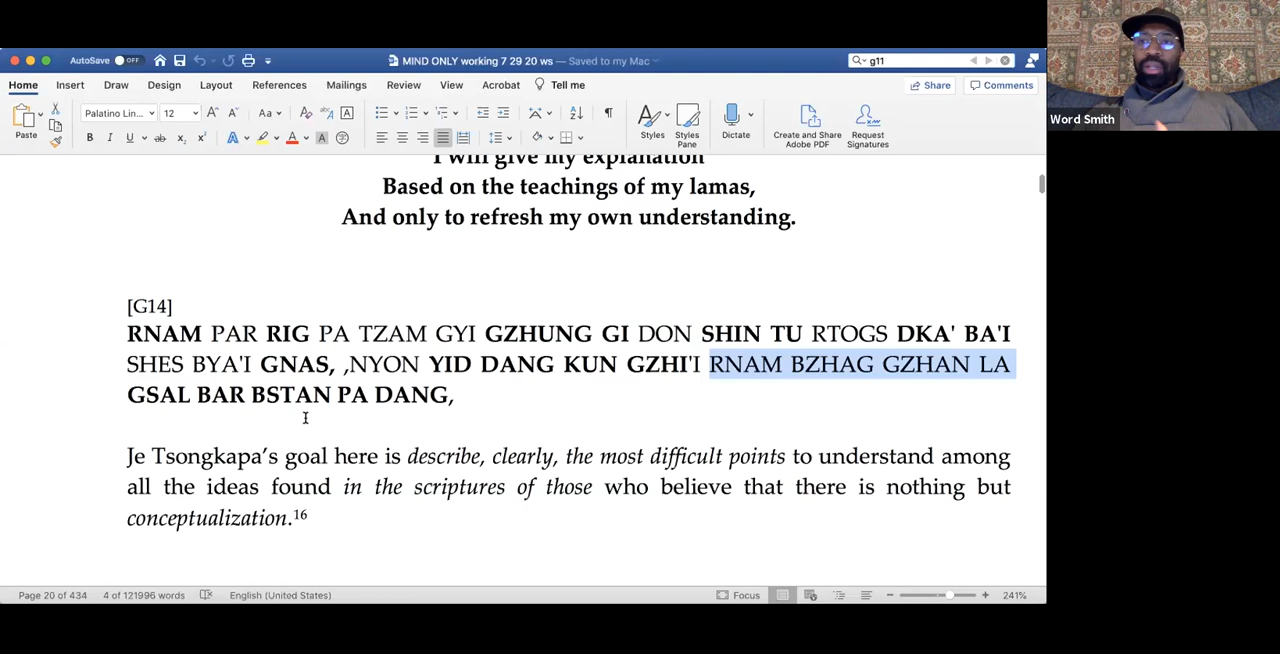 AutoSave OFF
MIND ONLY working 7 29 20 ws — Saved to my Mac
g11
Home Insert Draw Design Layout References Mailings Review View Acrobat Tell me
Share Comments
Word Smith
Paste
Palatino Lin... 12
Aa
Styles
Styles Pane
Dictate
Create and Share Adobe PDF
Request Signatures
I will give my explanation
Based on the teachings of my lamas,
And only to refresh my own understanding.
[G14]
RNAM PAR RIG PA TZAM GYI GZHUNG GI DON SHIN TU RTOGS DKA' BA'I
SHES BYA'I GNAS, ,NYON YID DANG KUN GZHI'I RNAM BZHAG GZHAN LA
GSAL BAR BSTAN PA DANG,
Je Tsongkapa's goal here is describe, clearly, the most difficult points to understand among
all the ideas found in the scriptures of those who believe that there is nothing but
conceptualization.16
Page 20 of 434 4 of 121996 words English (United States) Focus 241%